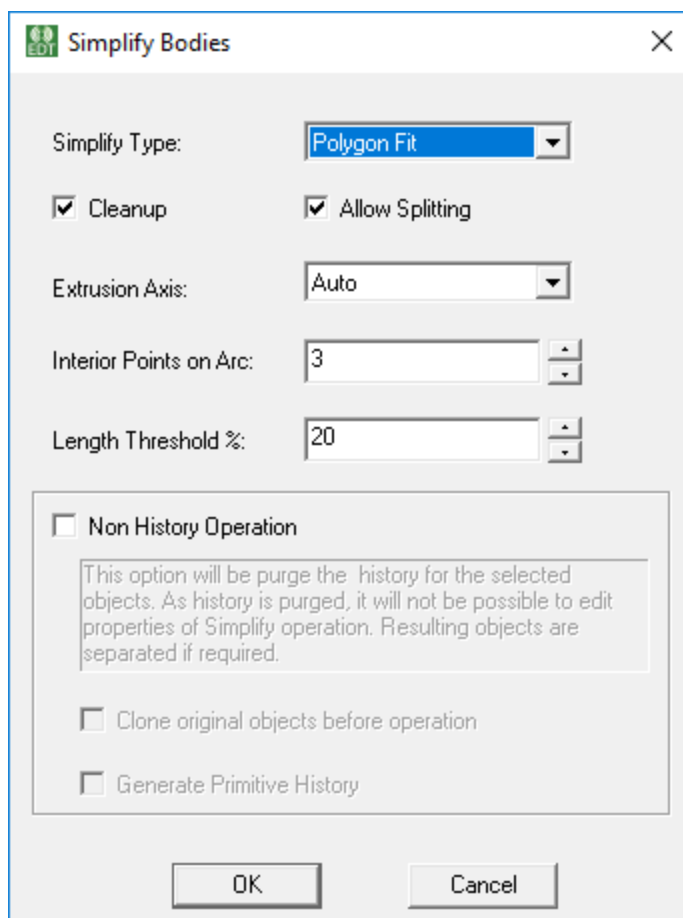 EDT Simplify Bodies
Simplify Type: Polygon Fit
Cleanup Allow Splitting
Extrusion Axis: Auto
Interior Points on Arc: 3
Length Threshold %: 20
Non History Operation
This option will be purge the  history for the selected
objects. As history is purged, it will not be possible to edit
properties of Simplify operation. Resulting objects are
separated if required.
Clone original objects before operation
Generate Primitive History
OK Cancel